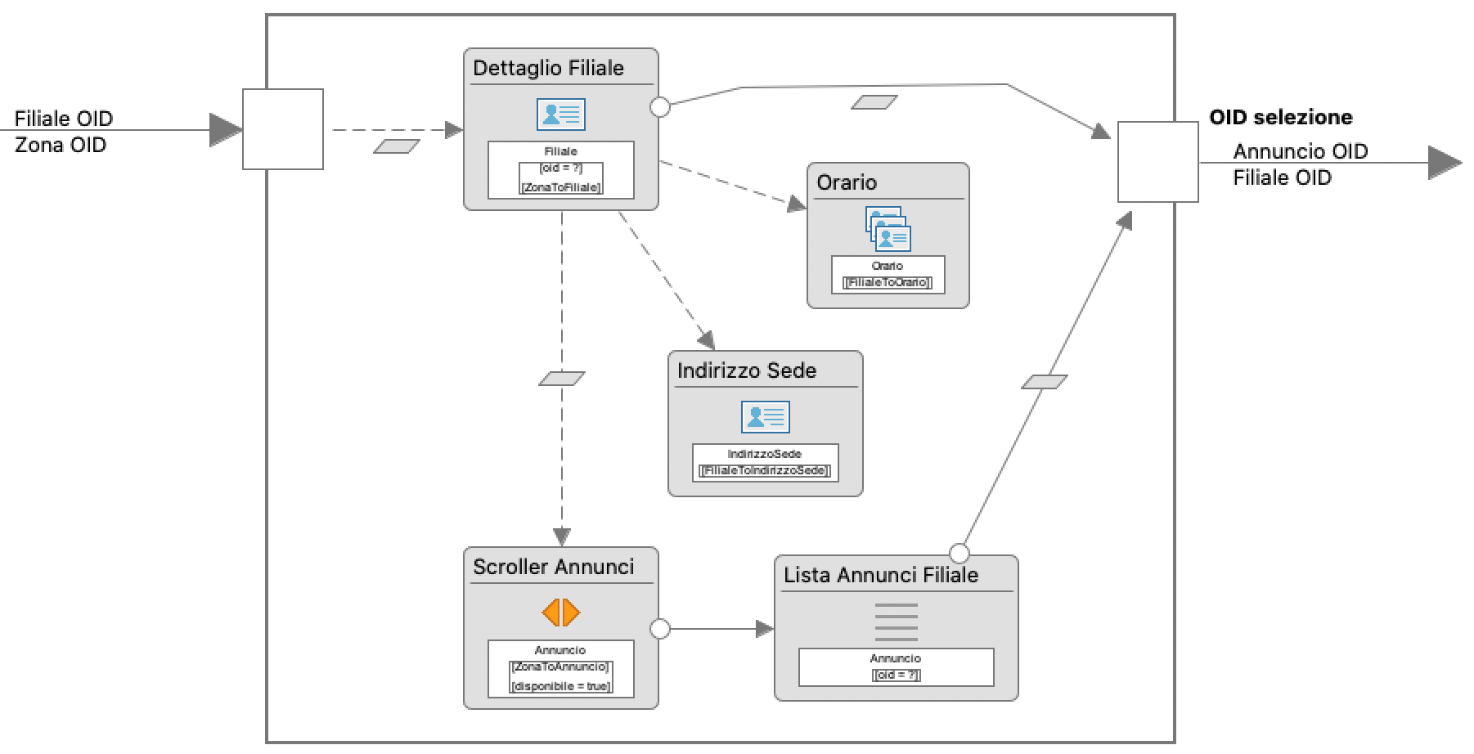 Filiale OID
Zona OID
Dettaglio Filiale
Filiale
[oid = ?]
[ZonaToFiliale]
OID selezione
Annuncio OID
Filiale OID
Orario
Orario
[FilialeToOrario]
Indirizzo Sede
IndirizzoSede
[FilialeToIndirizzoSede]
Scroller Annunci
Annuncio
[ZonaToAnnuncio]
[disponibile = true]
Lista Annunci Filiale
Annuncio
[oid = ?]